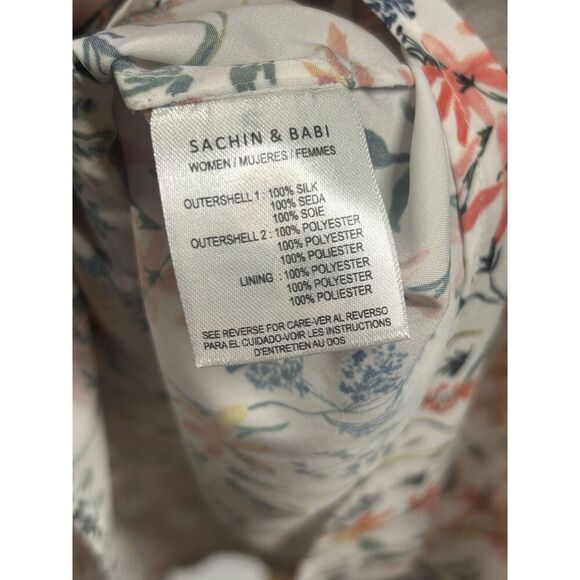 SACHIN & BABI
WOMEN / MUJERES / FEMMES
OUTERSHELL 1 : 100% SILK
100% SEDA
100% SOIE
OUTERSHELL 2 : 100% POLYESTER
100% POLYESTER
100% POLIESTER
LINING : 100% POLYESTER
100% POLYESTER
100% POLIESTER
SEE REVERSE FOR CARE-VER AL REVERSO
PARA EL CUIDADO-VOIR LES INSTRUCTIONS
D'ENTRETIEN AU DOS